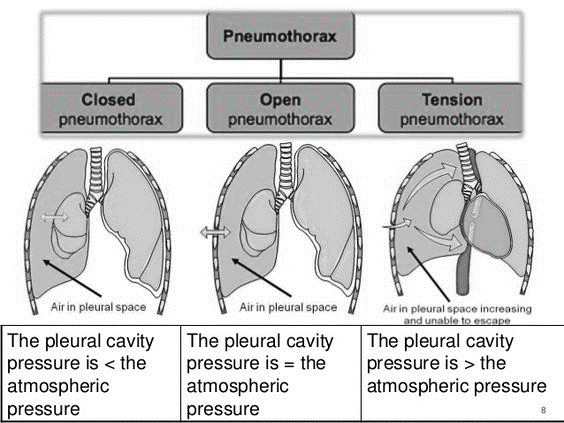 Pneumothorax
Closed
pneumothorax
Open
pneumothorax
Tension
pneumothorax
Air in pleural space
Air in pleural space
Air in pleural space increasing
and unable to escape
The pleural cavity
pressure is < the
atmospheric
pressure
The pleural cavity
pressure is = the
atmospheric
pressure
The pleural cavity
pressure is > the
atmospheric pressure
8